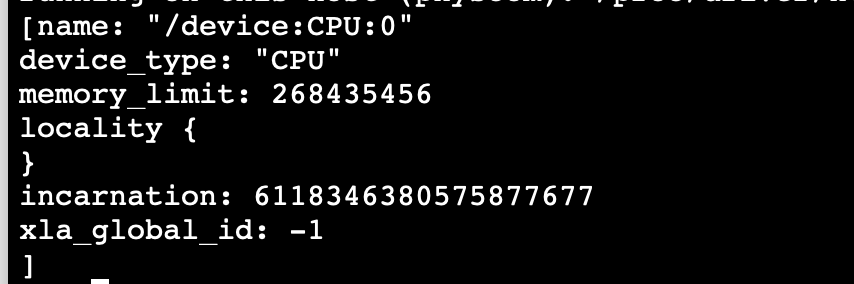 [name: "/device:CPU:0"
device_type: "CPU"
memory_limit: 268435456
locality {
}
incarnation: 6118346380575877677
xla_global_id: -1
]